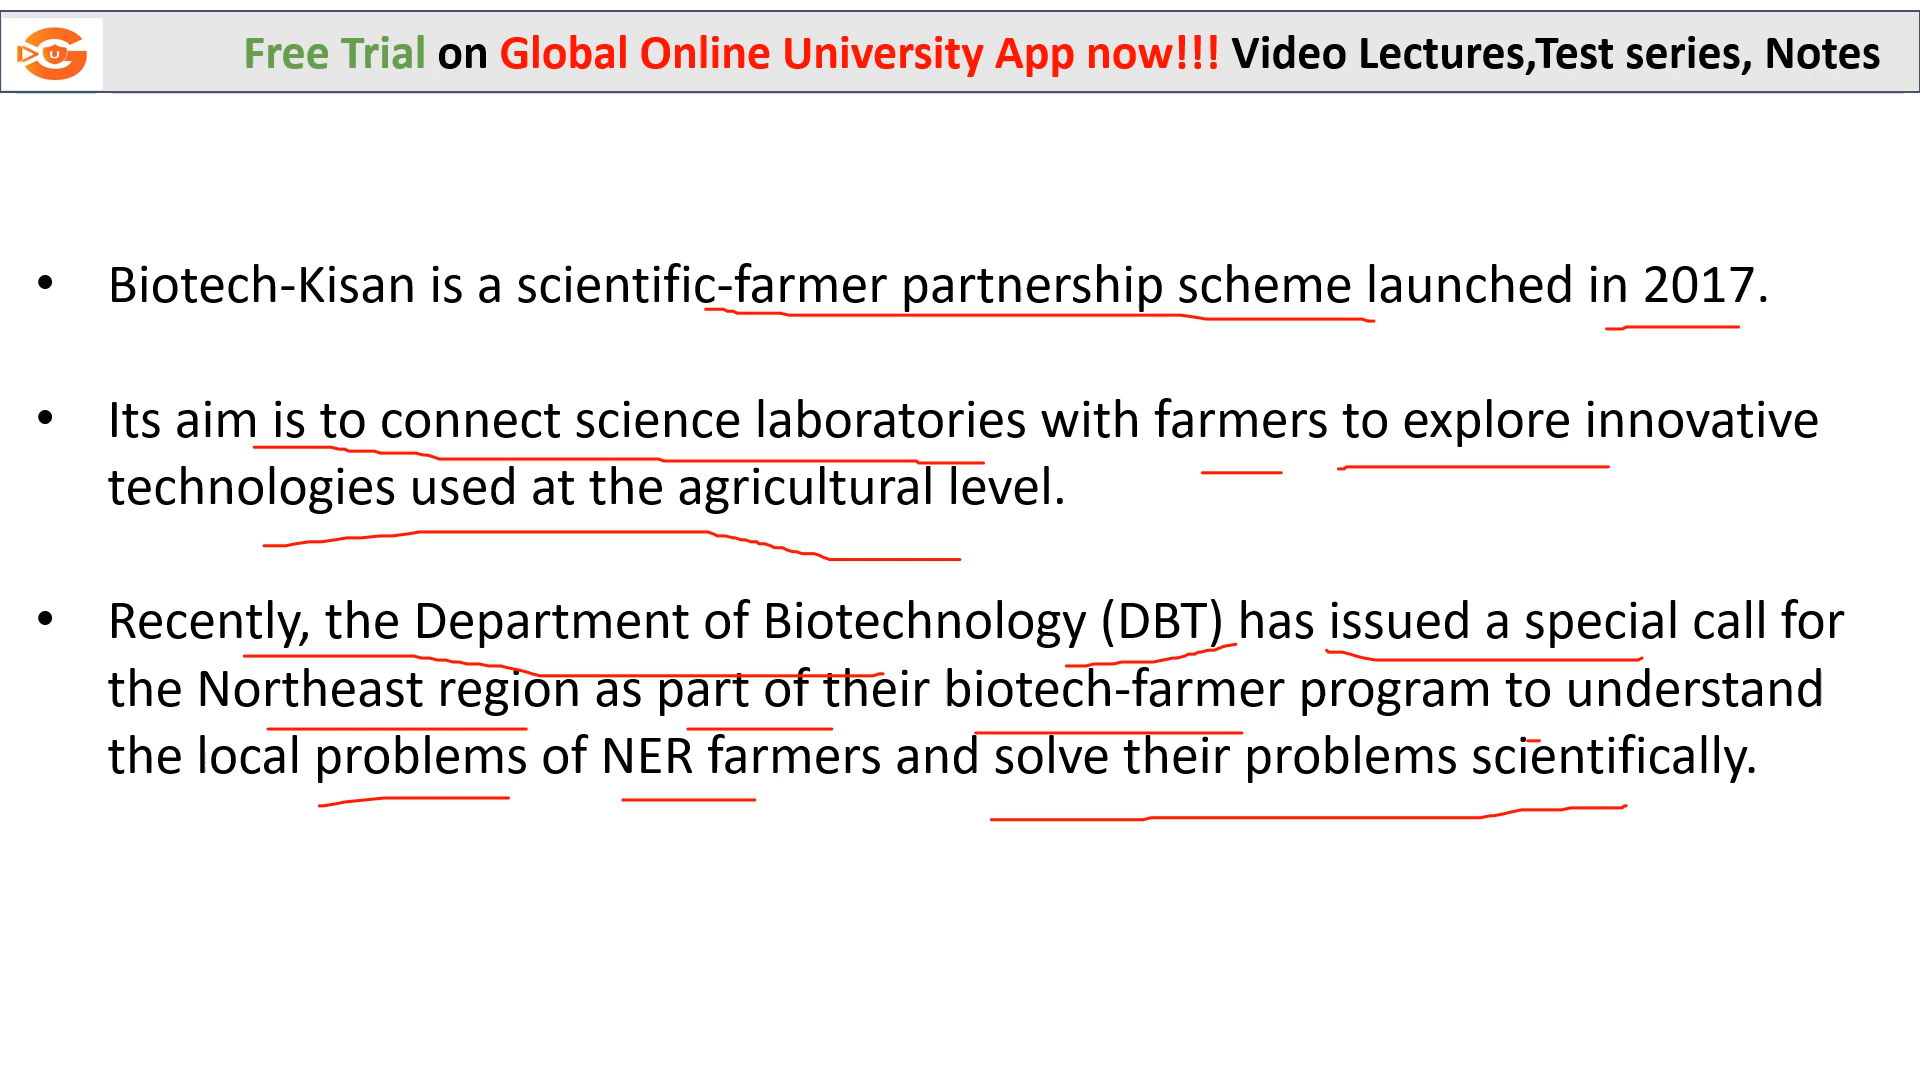 Free Trial on Global Online University App now!!! Video Lectures,Test series, Notes
• Biotech-Kisan is a scientific-farmer partnership scheme launched in 2017.
• Its aim is to connect science laboratories with farmers to explore innovative
technologies used at the agricultural level.
• Recently, the Department of Biotechnology (DBT) has issued a special call for
the Northeast region as part of their biotech-farmer program to understand
the local problems of NER farmers and solve their problems scientifically.